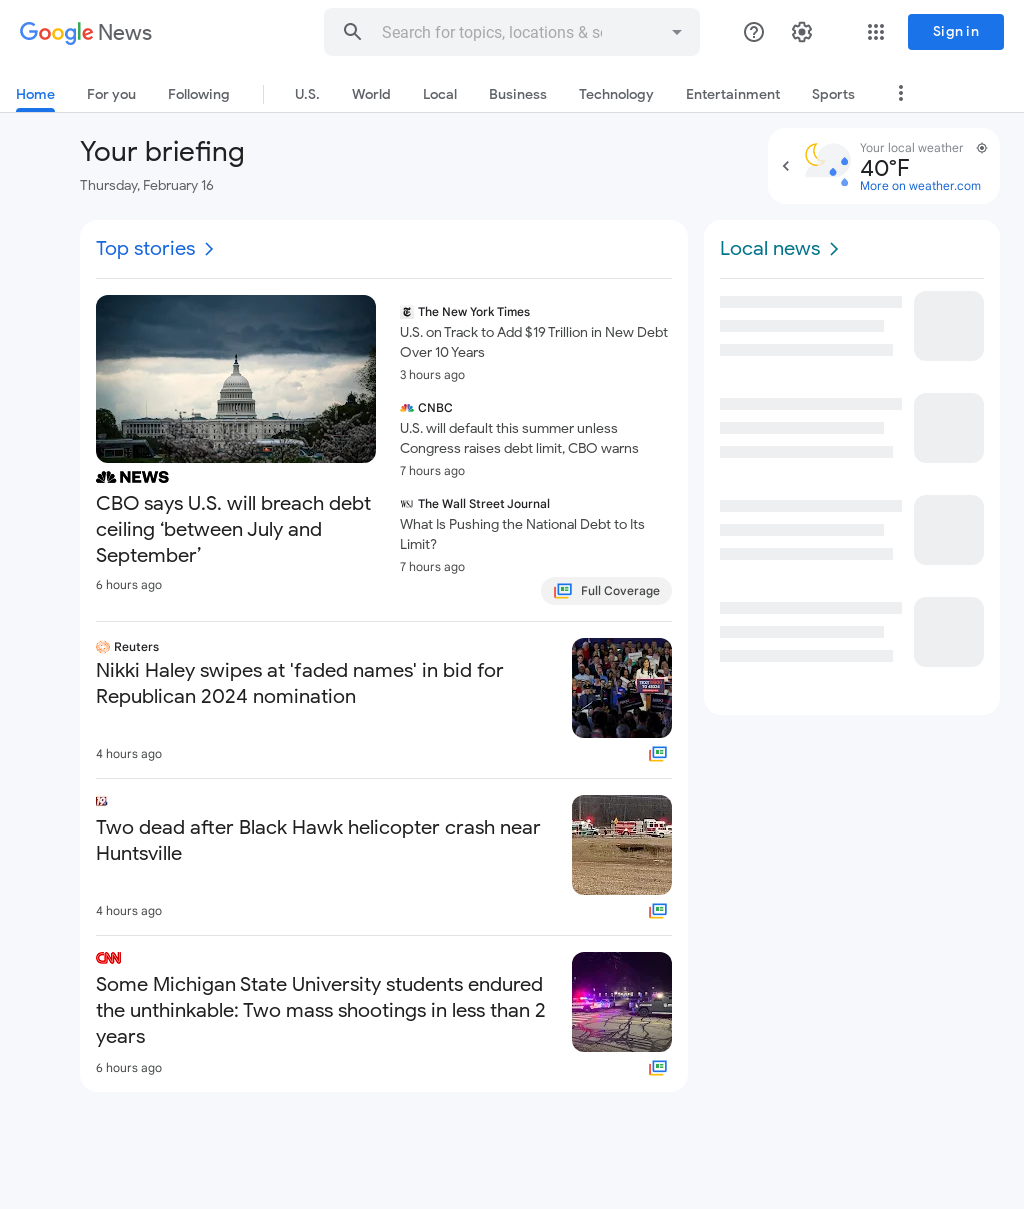 Google News
Search for topics, locations & s
Sign in
Home
For you
Following
U.S.
World
Local
Business
Technology
Entertainment
Sports
Your briefing
Thursday, February 16
Your local weather
40°F
More on weather.com
Top stories
NEWS
CBO says U.S. will breach debt
ceiling ‘between July and
September’
6 hours ago
The New York Times
U.S. on Track to Add $19 Trillion in New Debt
Over 10 Years
3 hours ago
CNBC
U.S. will default this summer unless
Congress raises debt limit, CBO warns
7 hours ago
WSJ The Wall Street Journal
What Is Pushing the National Debt to Its
Limit?
7 hours ago
Full Coverage
Reuters
Nikki Haley swipes at 'faded names' in bid for
Republican 2024 nomination
4 hours ago
Two dead after Black Hawk helicopter crash near
Huntsville
4 hours ago
CNN
Some Michigan State University students endured
the unthinkable: Two mass shootings in less than 2
years
6 hours ago
Local news